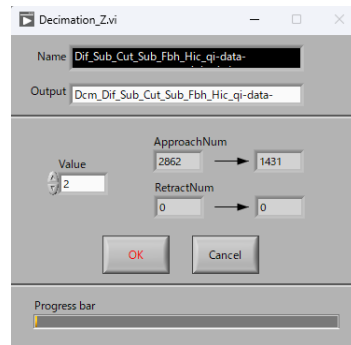 Decimation_Z.vi
Name Dif_Sub_Cut_Sub_Fbh_Hic_qi-data-
Output Dcm_Dif_Sub_Cut_Sub_Fbh_Hic_qi-data-
ApproachNum
Value 2862 1431
2 RetractNum
0 0
OK Cancel
Progress bar